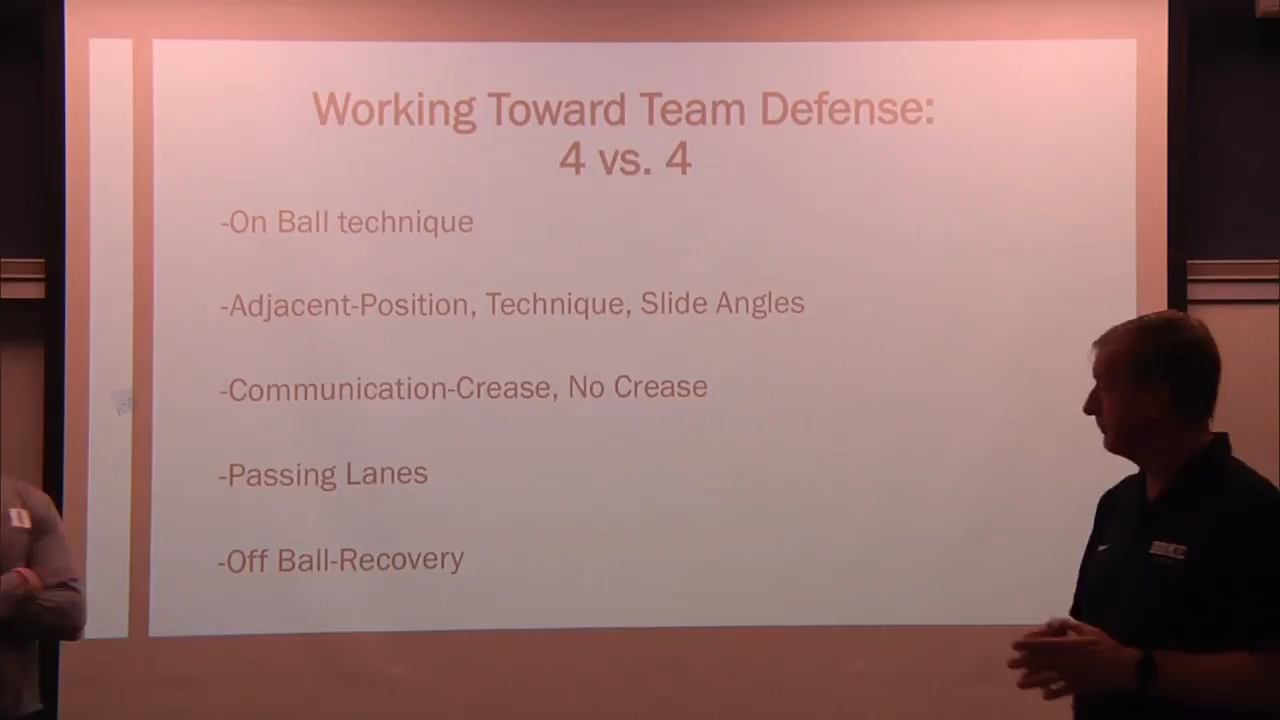 Working Toward Team Defense:
4 vs. 4
-On Ball technique
-Adjacent-Position, Technique, Slide Angles
-Communication-Crease, No Crease
-Passing Lanes
-Off Ball-Recovery